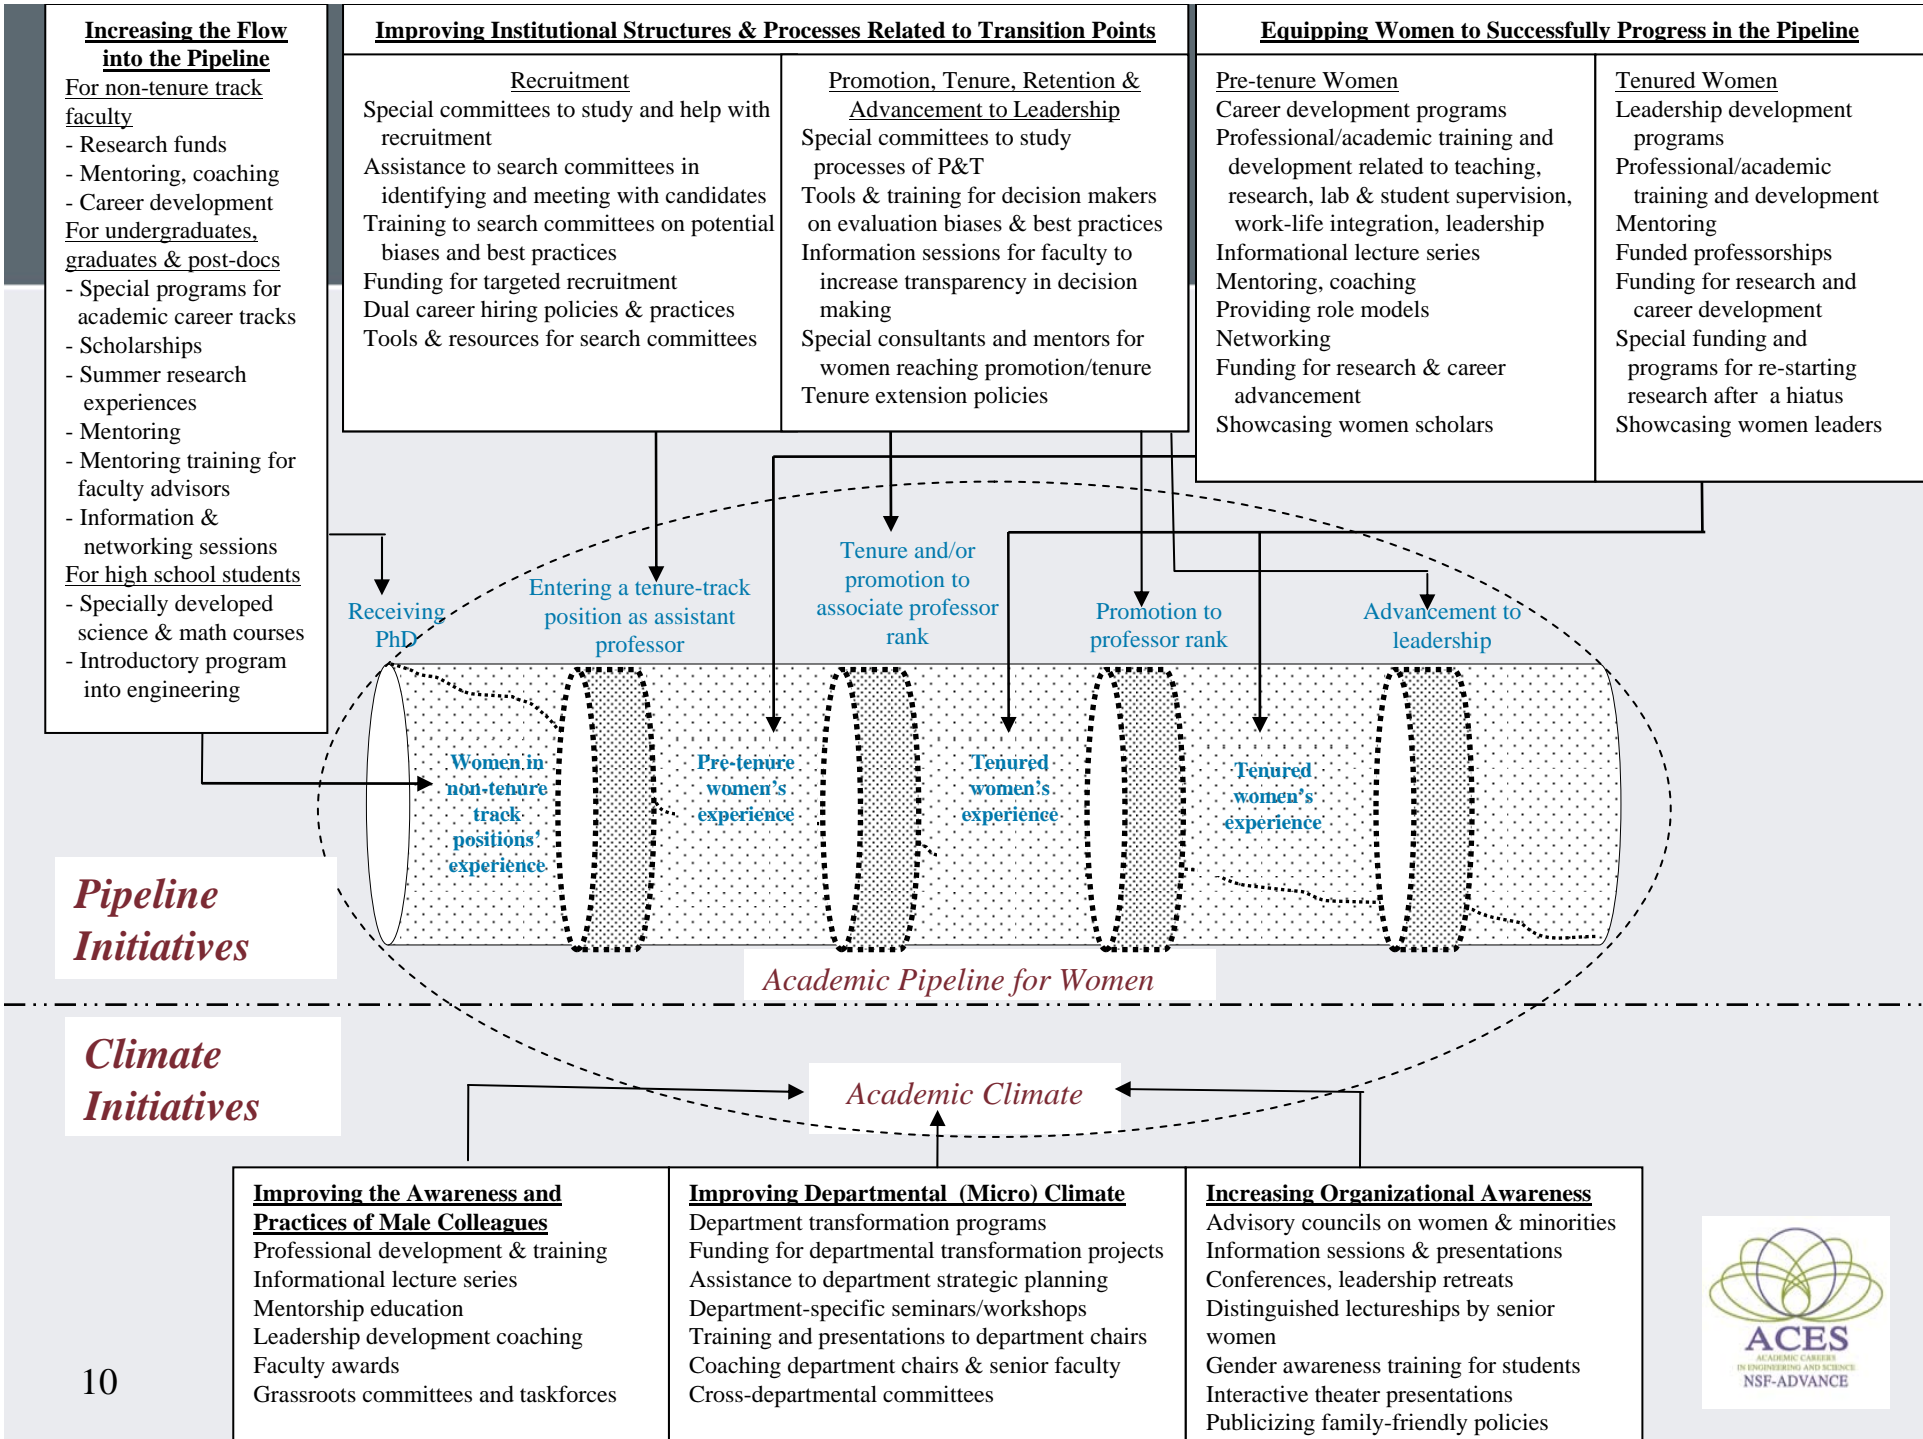 Increasing the Flow
into the Pipeline
For non-tenure track
faculty
- Research funds
- Mentoring, coaching
- Career development
For undergraduates,
graduates & post-docs
- Special programs for
academic career tracks
- Scholarships
- Summer research
experiences
- Mentoring
- Mentoring training for
faculty advisors
- Information &
networking sessions
For high school students
- Specially developed
science & math courses
- Introductory program
into engineering
Improving Institutional Structures & Processes Related to Transition Points
Recruitment
Special committees to study and help with
recruitment
Assistance to search committees in
identifying and meeting with candidates
Training to search committees on potential
biases and best practices
Funding for targeted recruitment
Dual career hiring policies & practices
Tools & resources for search committees
Promotion, Tenure, Retention &
Advancement to Leadership
Special committees to study
processes of P&T
Tools & training for decision makers
on evaluation biases & best practices
Information sessions for faculty to
increase transparency in decision
making
Special consultants and mentors for
women reaching promotion/tenure
Tenure extension policies
Equipping Women to Successfully Progress in the Pipeline
Pre-tenure Women
Career development programs
Professional/academic training and
development related to teaching,
research, lab & student supervision,
work-life integration, leadership
Informational lecture series
Mentoring, coaching
Providing role models
Networking
Funding for research & career
advancement
Showcasing women scholars
Tenured Women
Leadership development
programs
Professional/academic
training and development
Mentoring
Funded professorships
Funding for research and
career development
Special funding and
programs for re-starting
research after a hiatus
Showcasing women leaders
Receiving
PhD
Entering a tenure-track
position as assistant
professor
Tenure and/or
promotion to
associate professor
rank
Promotion to
professor rank
Advancement to
leadership
Women in
non-tenure
track
positions'
experience
Pre-tenure
women's
experience
Tenured
women's
experience
Tenured
women's
experience
Pipeline
Initiatives
Academic Pipeline for Women
Climate
Initiatives
Academic Climate
Improving the Awareness and
Practices of Male Colleagues
Professional development & training
Informational lecture series
Mentorship education
Leadership development coaching
Faculty awards
Grassroots committees and taskforces
Improving Departmental (Micro) Climate
Department transformation programs
Funding for departmental transformation projects
Assistance to department strategic planning
Department-specific seminars/workshops
Training and presentations to department chairs
Coaching department chairs & senior faculty
Cross-departmental committees
Increasing Organizational Awareness
Advisory councils on women & minorities
Information sessions & presentations
Conferences, leadership retreats
Distinguished lectureships by senior
women
Gender awareness training for students
Interactive theater presentations
Publicizing family-friendly policies
ACES
ACADEMIC CAREERS
IN ENGINEERING AND SCIENCE
NSF-ADVANCE
10